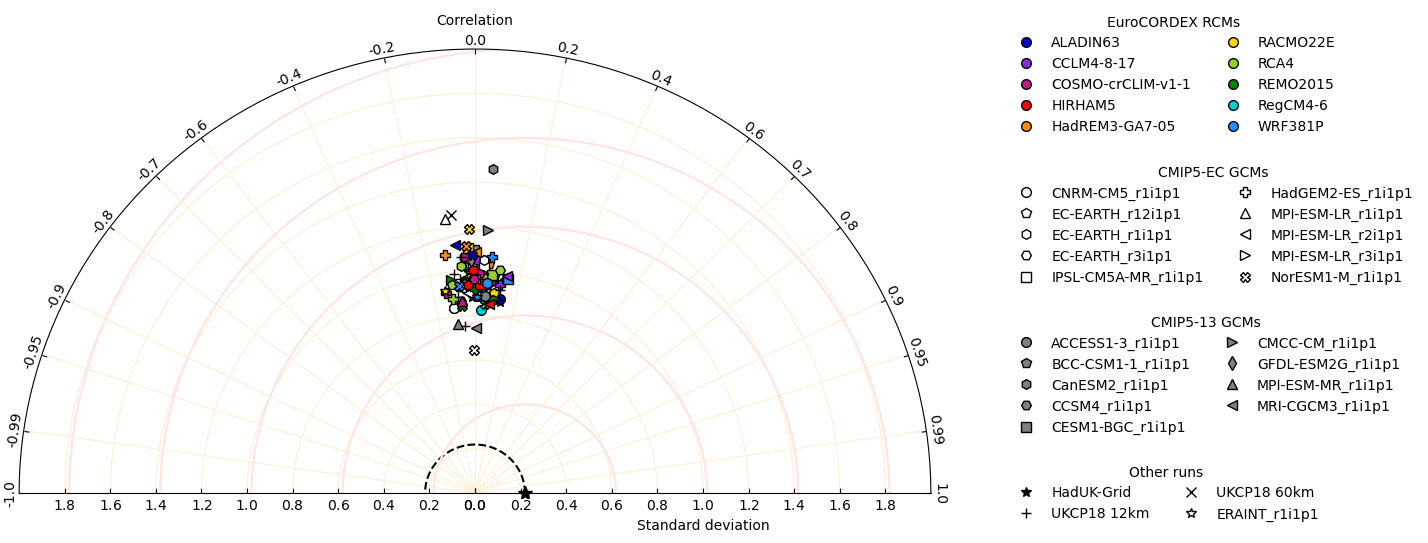 Correlation
-1.0
-0.99
-0.95
-0.9
-0.8
-0.7
-0.6
-0.4
-0.2
0.0
0.2
0.4
0.6
0.7
0.8
0.9
0.95
0.99
1.0
1.8 1.6 1.4 1.2 1.0 0.8 0.6 0.4 0.2 0.0 0.2 0.4 0.6 0.8 1.0 1.2 1.4 1.6 1.8
Standard deviation
EuroCORDEX RCMs
ALADIN63 RACMO22E
CCLM4-8-17 RCA4
COSMO-crCLIM-v1-1 REMO2015
HIRHAM5 RegCM4-6
HadREM3-GA7-05 WRF381P
CMIP5-EC GCMs
CNRM-CM5_r1i1p1 HadGEM2-ES_r1i1p1
EC-EARTH_r12i1p1 MPI-ESM-LR_r1i1p1
EC-EARTH_r1i1p1 MPI-ESM-LR_r2i1p1
EC-EARTH_r3i1p1 MPI-ESM-LR_r3i1p1
IPSL-CM5A-MR_r1i1p1 NorESM1-M_r1i1p1
CMIP5-13 GCMs
ACCESS1-3_r1i1p1 CMCC-CM_r1i1p1
BCC-CSM1-1_r1i1p1 GFDL-ESM2G_r1i1p1
CanESM2_r1i1p1 MPI-ESM-MR_r1i1p1
CCSM4_r1i1p1 MRI-CGCM3_r1i1p1
CESM1-BGC_r1i1p1
Other runs
HadUK-Grid UKCP18 60km
UKCP18 12km ERAINT_r1i1p1